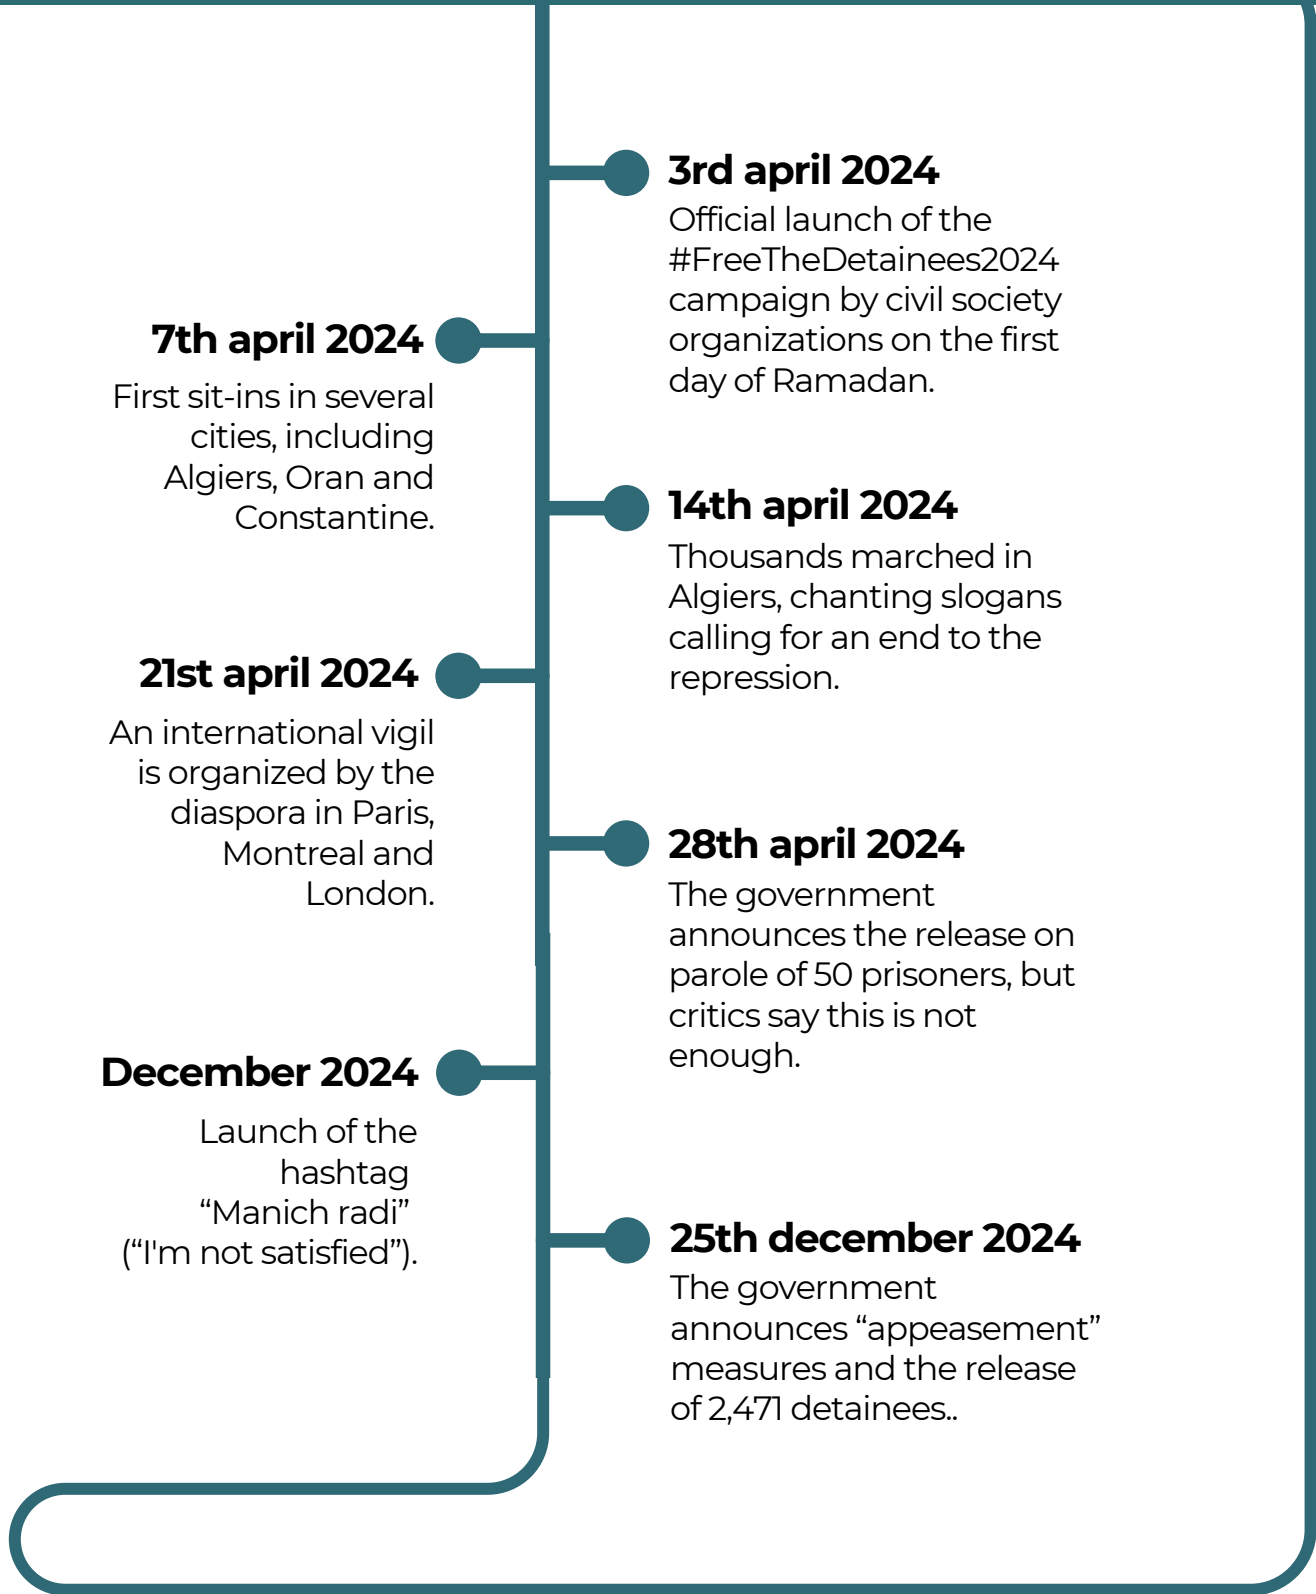 3rd april 2024
Official launch of the
#FreeTheDetainees2024
campaign by civil society
organizations on the first
day of Ramadan.
7th april 2024
First sit-ins in several
cities, including
Algiers, Oran and
Constantine.
14th april 2024
Thousands marched in
Algiers, chanting slogans
calling for an end to the
repression.
21st april 2024
An international vigil
is organized by the
diaspora in Paris,
Montreal and
London.
28th april 2024
The government
announces the release on
parole of 50 prisoners, but
critics say this is not
enough.
December 2024
Launch of the
hashtag
“Manich radi”
(“I'm not satisfied”).
25th december 2024
The government
announces “appeasement”
measures and the release
of 2,471 detainees..